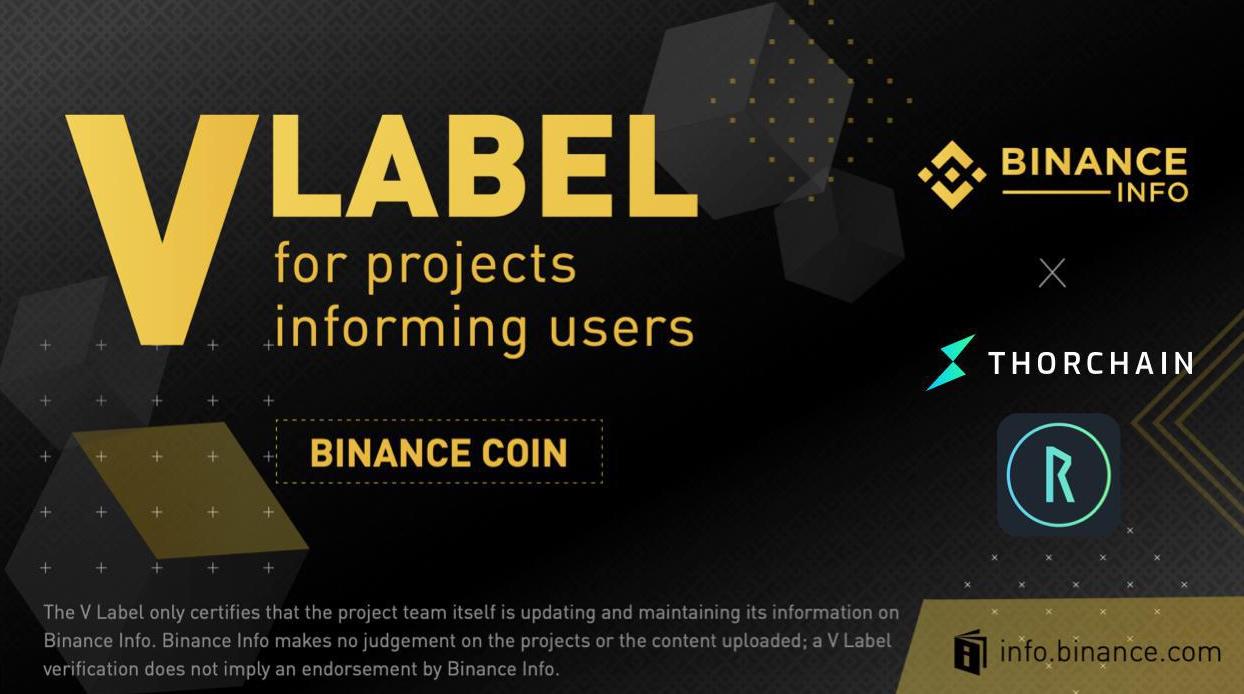 V LABEL
for projects
informing users
BINANCE COIN
BINANCE
INFO
X
THORCHAIN
R
The V Label only certifies that the project team itself is updating and maintaining its information on
Binance Info. Binance Info makes no judgement on the projects or the content uploaded; a V Label
verification does not imply an endorsement by Binance Info.
info.binance.com